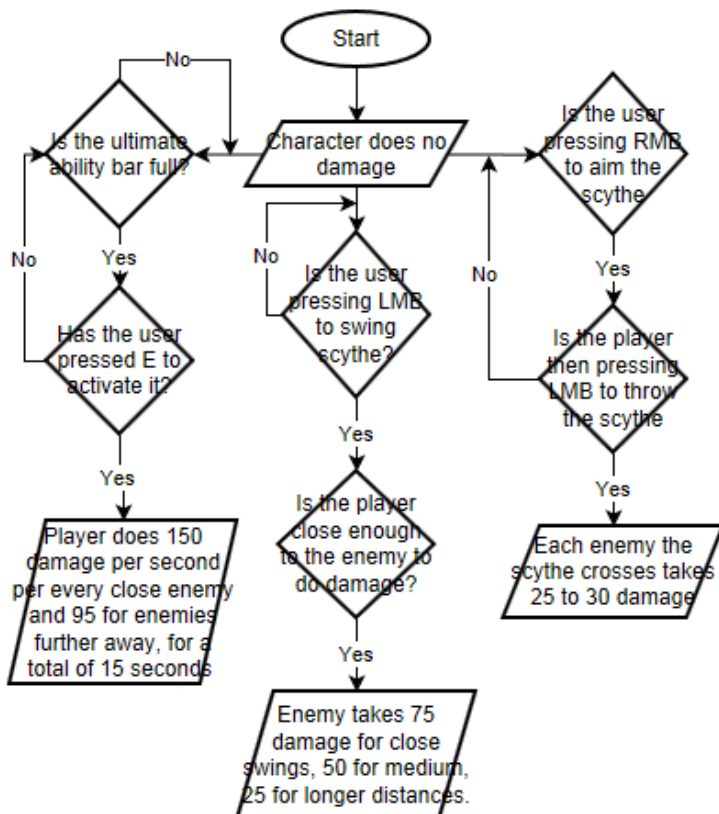 Start
No
Is the ultimate
ability bar full?
Character does no
damage
Is the user
pressing RMB
to aim the
scythe
No
Yes
No
Is the user
pressing LMB
to swing
scythe?
No
Yes
Has the user
pressed E to
activate it?
Is the player
then pressing
LMB to throw
the scythe
Yes
Yes
Yes
Is the player
close enough
to the enemy to
do damage?
Player does 150
damage per second
per every close enemy
and 95 for enemies
further away, for a
total of 15 seconds
Each enemy the
scythe crosses takes
25 to 30 damage
Yes
Enemy takes 75
damage for close
swings, 50 for medium,
25 for longer distances.